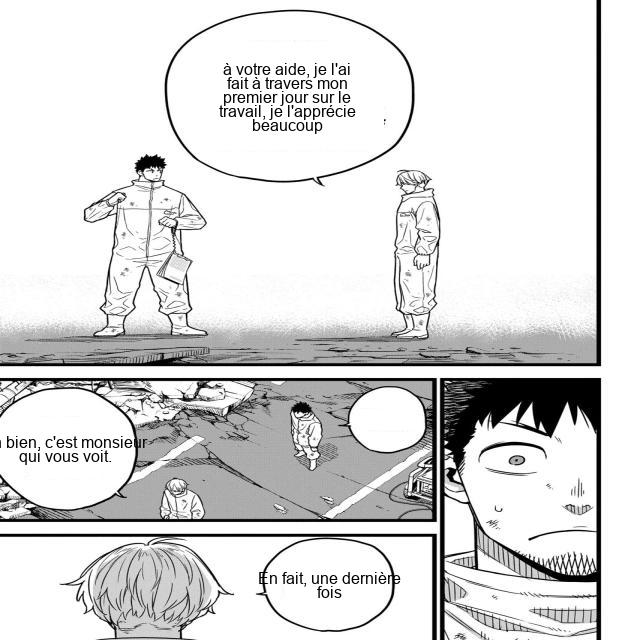 à votre aide, je l'ai
fait à travers mon
premier jour sur le
travail, je l'apprécie
beaucoup
bien, c'est monsieur
qui vous voit.
En fait, une dernière
fois